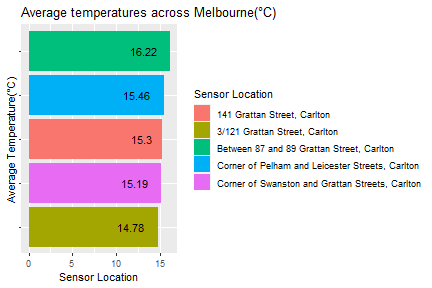 Average temperatures across Melbourne(°C)
Average Temperature(°C)
16.22
15.46
15.3
15.19
14.78
0
5
10
15
Sensor Location
Sensor Location
141 Grattan Street, Carlton
3/121 Grattan Street, Carlton
Between 87 and 89 Grattan Street, Carlton
Corner of Pelham and Leicester Streets, Carlton
Corner of Swanston and Grattan Streets, Carlton